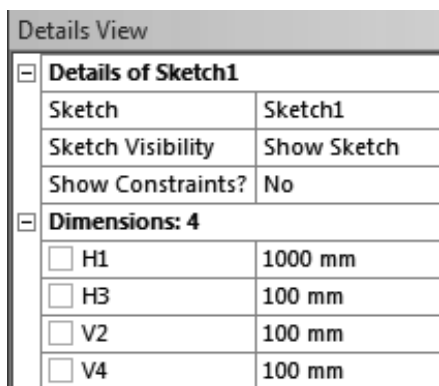 Details View
Details of Sketch1
Sketch Sketch1
Sketch Visibility Show Sketch
Show Constraints? No
Dimensions: 4
H1 1000 mm
H3 100 mm
V2 100 mm
V4 100 mm